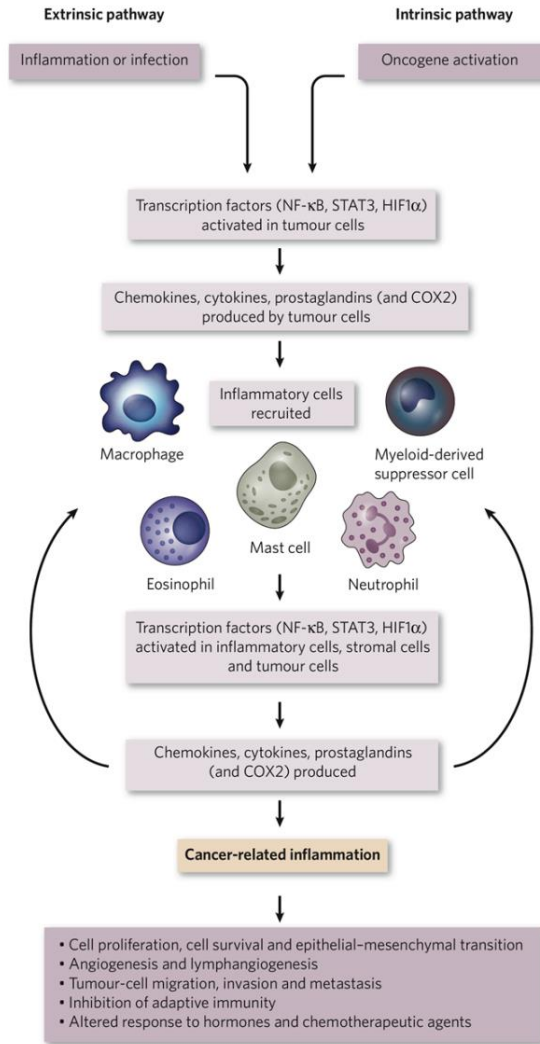 Extrinsic pathway
Intrinsic pathway
Inflammation or infection
Oncogene activation
Transcription factors (NF-κB, STAT3, HIF1α)
activated in tumour cells
Chemokines, cytokines, prostaglandins (and COX2)
produced by tumour cells
Inflammatory cells
recruited
Macrophage
Myeloid-derived
suppressor cell
Mast cell
Eosinophil
Neutrophil
Transcription factors (NF-κB, STAT3, HIF1α)
activated in inflammatory cells, stromal cells
and tumour cells
Chemokines, cytokines, prostaglandins
(and COX2) produced
Cancer-related inflammation
• Cell proliferation, cell survival and epithelial–mesenchymal transition
• Angiogenesis and lymphangiogenesis
• Tumour-cell migration, invasion and metastasis
• Inhibition of adaptive immunity
• Altered response to hormones and chemotherapeutic agents